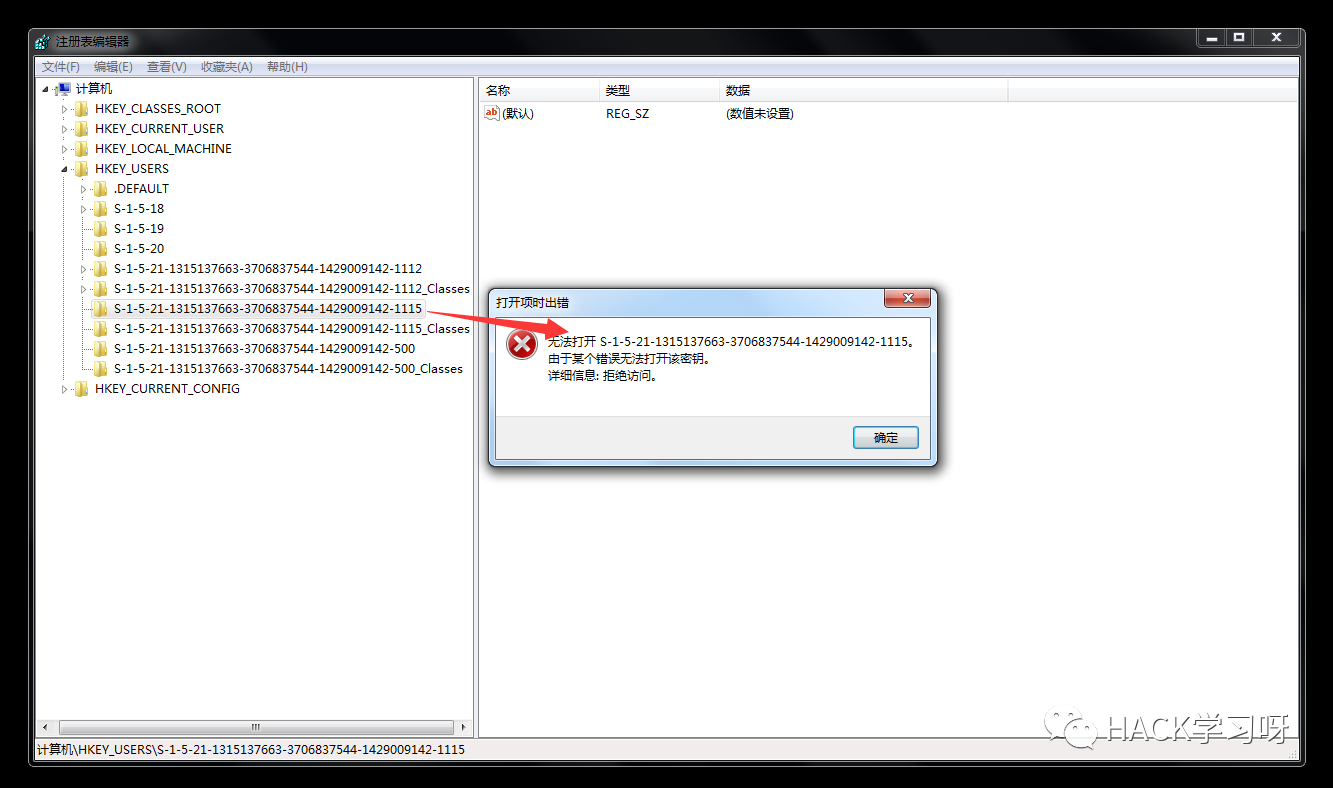 注册表编辑器
文件(F) 编辑(E) 查看(V) 收藏夹(A) 帮助(H)
计算机
HKEY_CLASSES_ROOT
HKEY_CURRENT_USER
HKEY_LOCAL_MACHINE
HKEY_USERS
.DEFAULT
S-1-5-18
S-1-5-19
S-1-5-20
S-1-5-21-1315137663-3706837544-1429009142-1112
S-1-5-21-1315137663-3706837544-1429009142-1112_Classes
S-1-5-21-1315137663-3706837544-1429009142-1115
S-1-5-21-1315137663-3706837544-1429009142-1115_Classes
S-1-5-21-1315137663-3706837544-1429009142-500
S-1-5-21-1315137663-3706837544-1429009142-500_Classes
HKEY_CURRENT_CONFIG
名称 类型 数据
ab (默认) REG_SZ (数值未设置)
打开项时出错
无法打开 S-1-5-21-1315137663-3706837544-1429009142-1115。
由于某个错误无法打开该密钥。
详细信息: 拒绝访问。
确定
HACK学习呀
计算机\HKEY_USERS\S-1-5-21-1315137663-3706837544-1429009142-1115